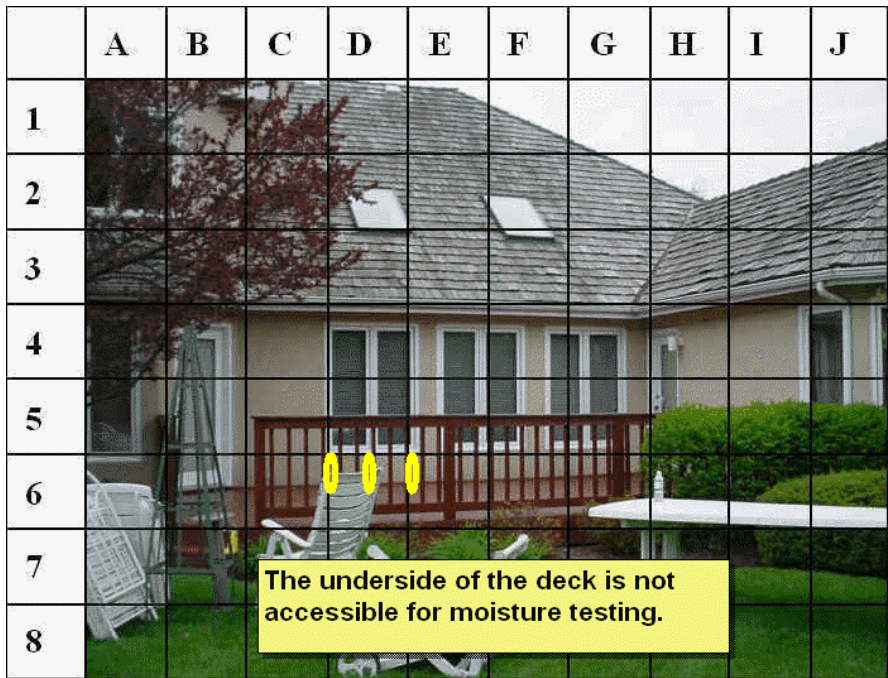 A B C D E F G H I J
1
2
3
4
5
6
7
8
The underside of the deck is not
accessible for moisture testing.